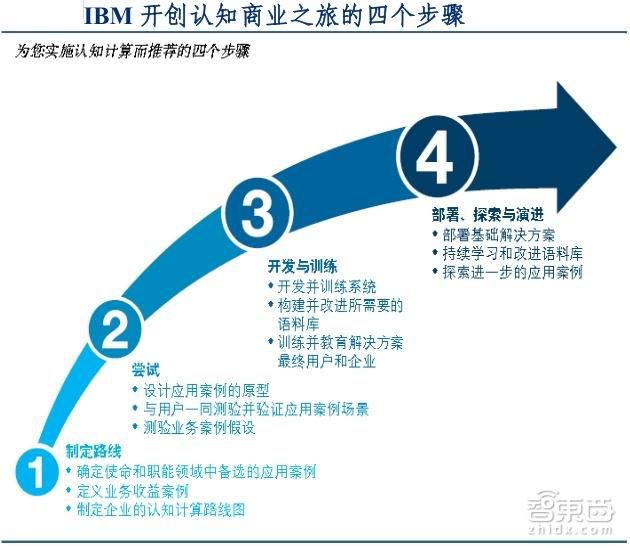 IBM 开创认知商业之旅的四个步骤
为您实施认知计算而推荐的四个步骤
4
部署、探索与演进
部署基础解决方案
持续学习和改进语料库
探索进一步的应用案例
3
开发与训练
开发并训练系统
构建并改进所需要的
语料库
训练并教育解决方案
最终用户和企业
2
尝试
设计应用案例的原型
与用户一同测验并验证应用案例场景
测验业务案例假设
1
制定路线
确定使命和职能领域中备选的应用案例
定义业务收益案例
制定企业的认知计算路线图
智東西
zhidx.com